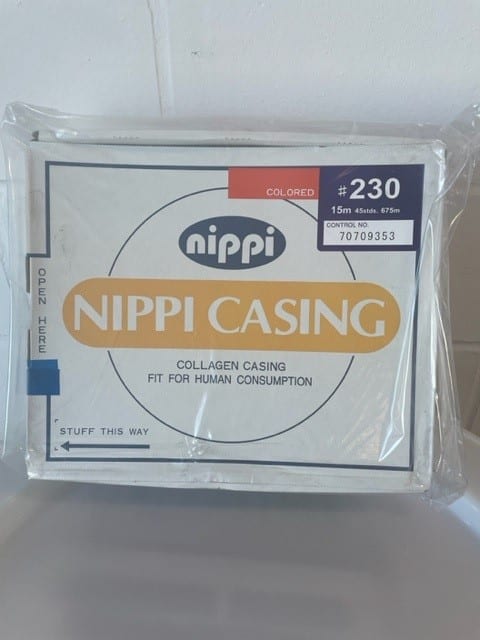 COLORED
#230
15m 45stds. 675m
CONTROL NO.
70709353
nippi
OPEN HERE
NIPPI CASING
COLLAGEN CASING
FIT FOR HUMAN CONSUMPTION
STUFF THIS WAY